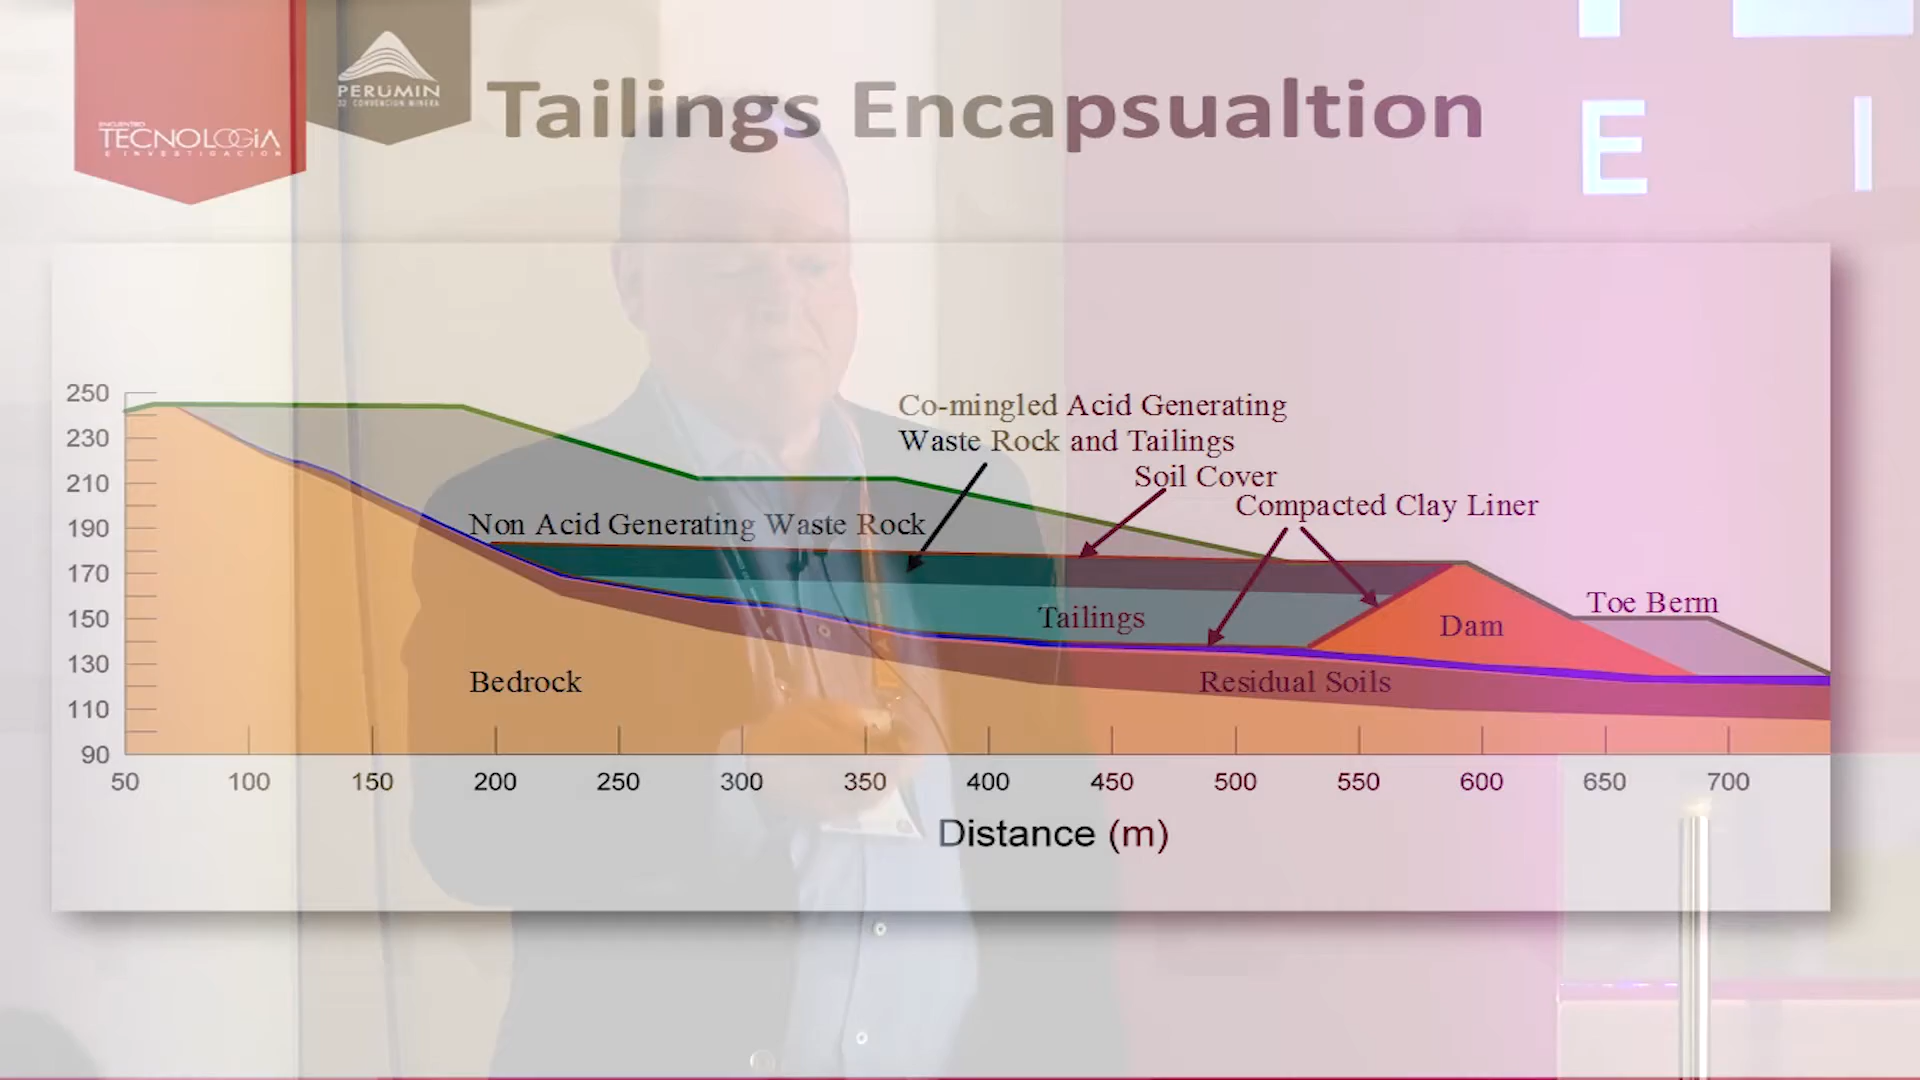 ENCUENTRO
TECNOLOGÍA
E INVESTIGACIÓN
PERUMIN
32 CONVENCIÓN MINERA
Tailings Encapsualtion
E I
Co-mingled Acid Generating
Waste Rock and Tailings
Soil Cover
Compacted Clay Liner
Non Acid Generating Waste Rock
Toe Berm
Tailings
Dam
Bedrock
Residual Soils
250
230
210
190
170
150
130
110
90
50 100 150 200 250 300 350 400 450 500 550 600 650 700
Distance (m)